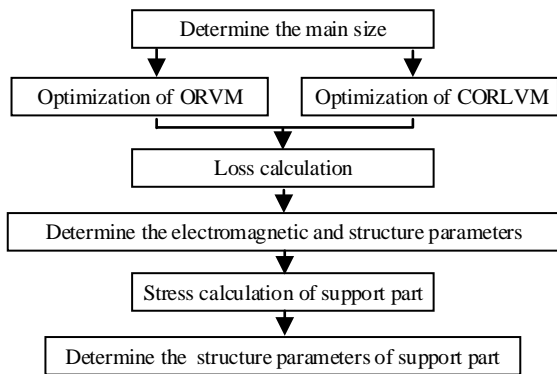 Determine the main size
Optimization of ORVM
Optimization of CORLVM
Loss calculation
Determine the electromagnetic and structure parameters
Stress calculation of support part
Determine the structure parameters of support part